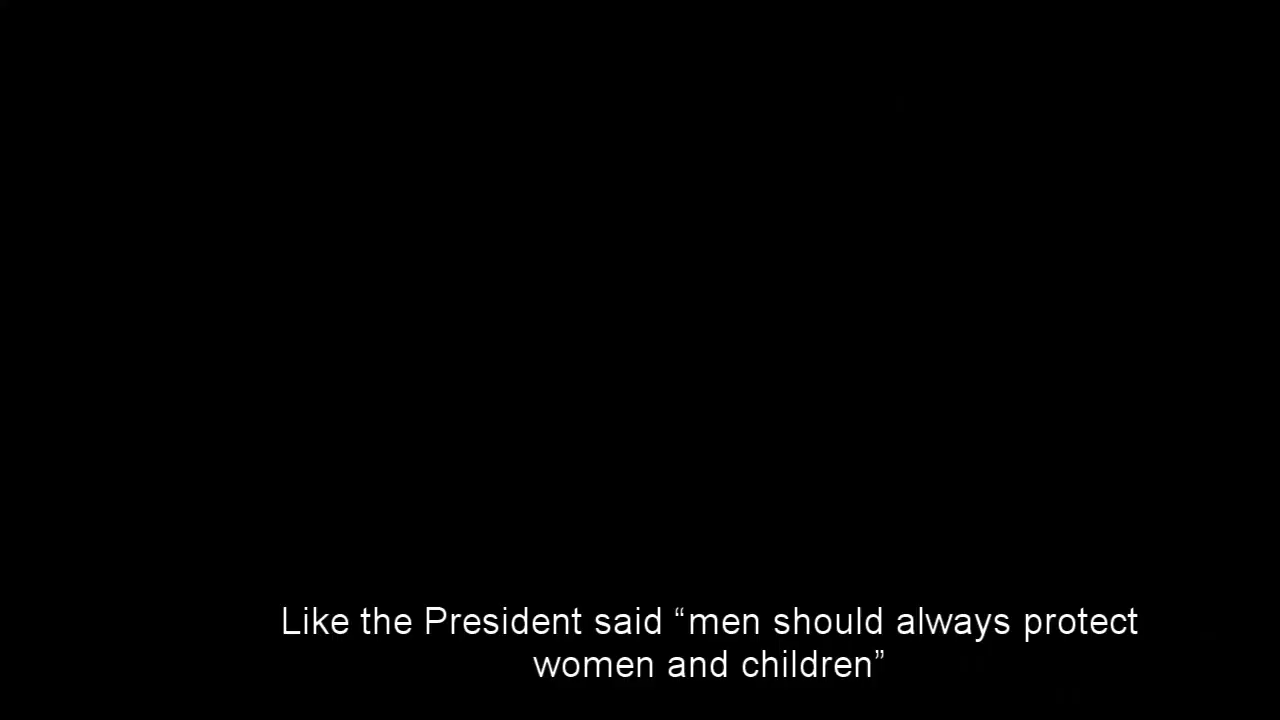 Like the President said “men should always protect
women and children”